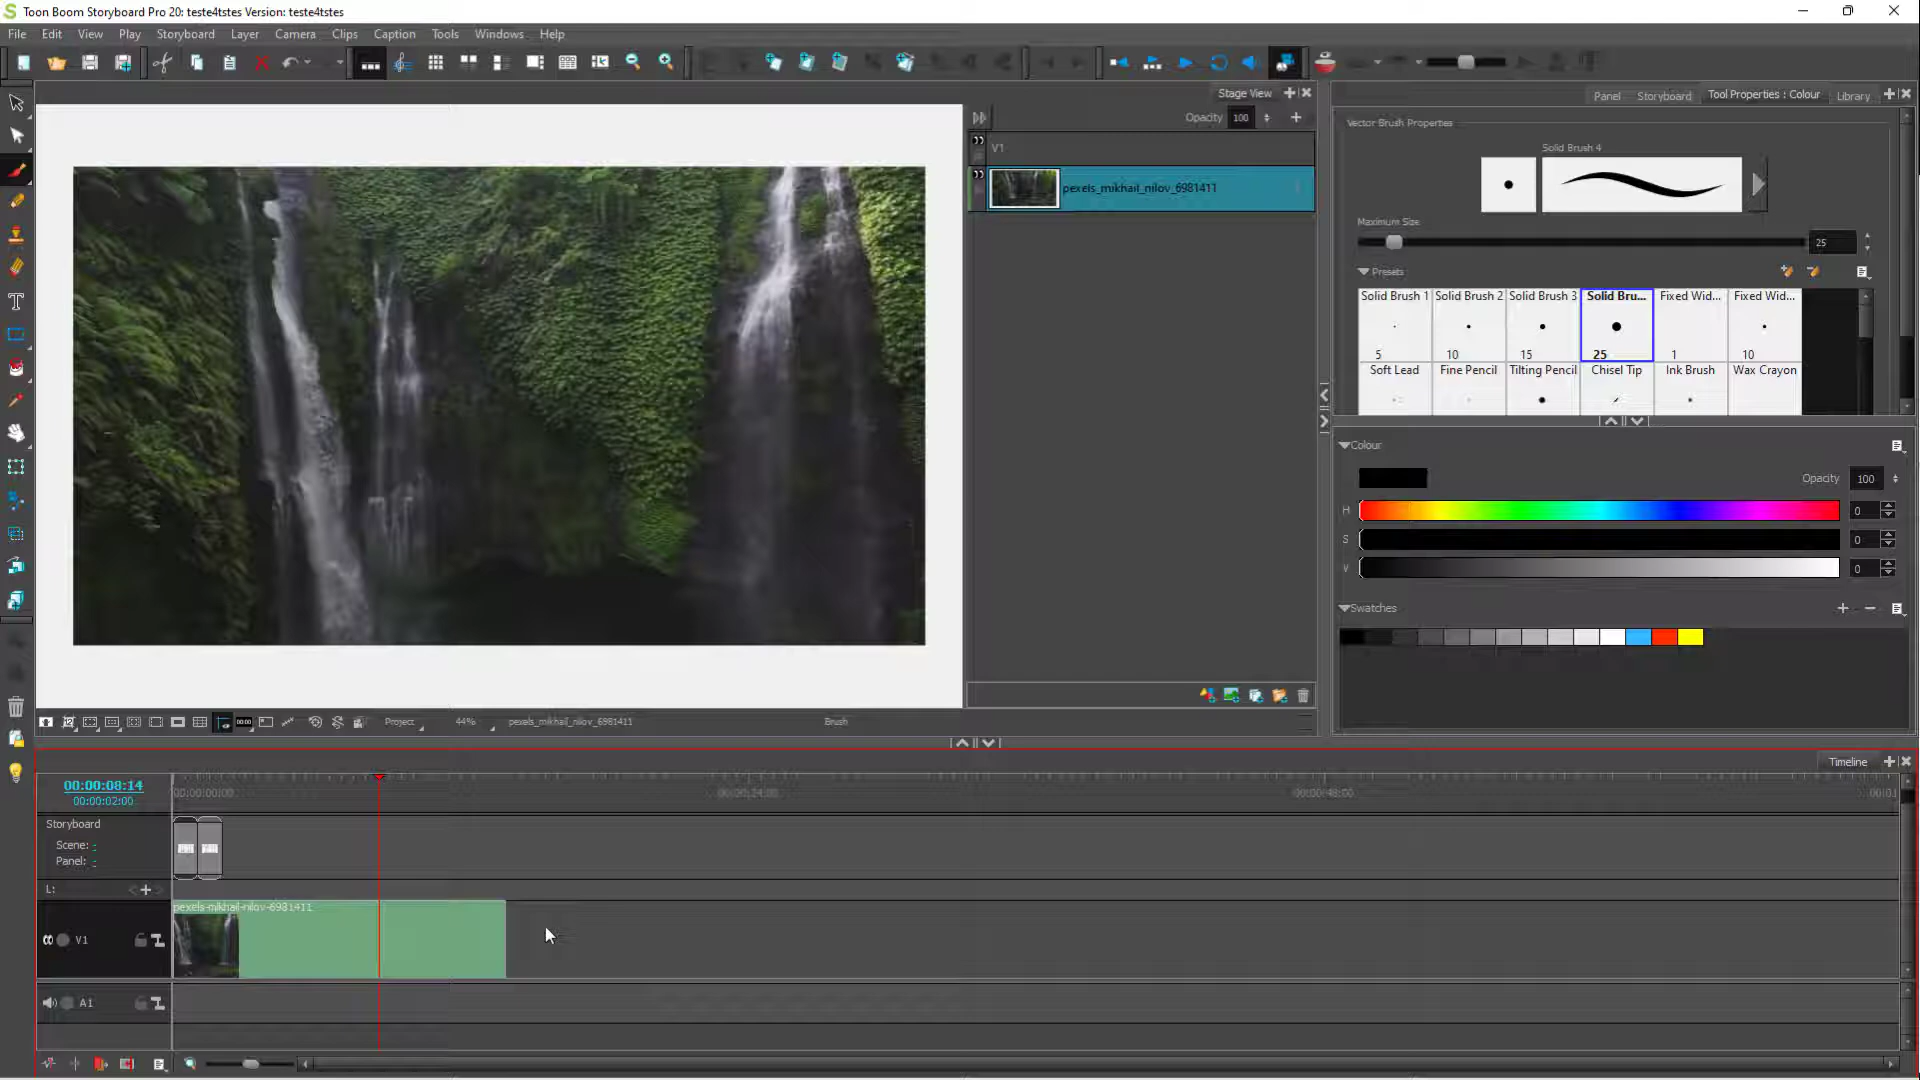 Toon Boom Storyboard Pro 20: teste4tstes Version: teste4tstes
File Edit View Play Storyboard Layer Camera Clips Caption Tools Windows Help
Stage View
Opacity 100
V1
pexels_mikhail_nilov_6981411
Panel Storyboard Tool Properties : Colour Library
Vector Brush Properties
Solid Brush 4
Maximum Size
25
Presets
Solid Brush 1 Solid Brush 2 Solid Brush 3 Solid Bru... Fixed Wid... Fixed Wid...
5 10 15 25 1 10
Soft Lead Fine Pencil Tilting Pencil Chisel Tip Ink Brush Wax Crayon
Colour
Opacity 100
H 0
S 0
V 0
Swatches
Project 44% pexels_mikhail_nilov_6981411 Brush
Timeline
00:00:08:14
00:00:02:00
00:00:00:00 00:00:24:00 00:00:48:00 00:01
Storyboard
Scene: -
Panel: -
L:
pexels-mikhail-nilov-6981411
V1
A1